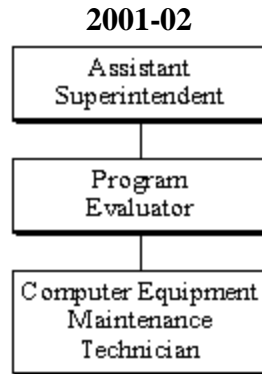 2001-02
Assistant
Superintendent
Program
Evaluator
Computer Equipment
Maintenance
Technician